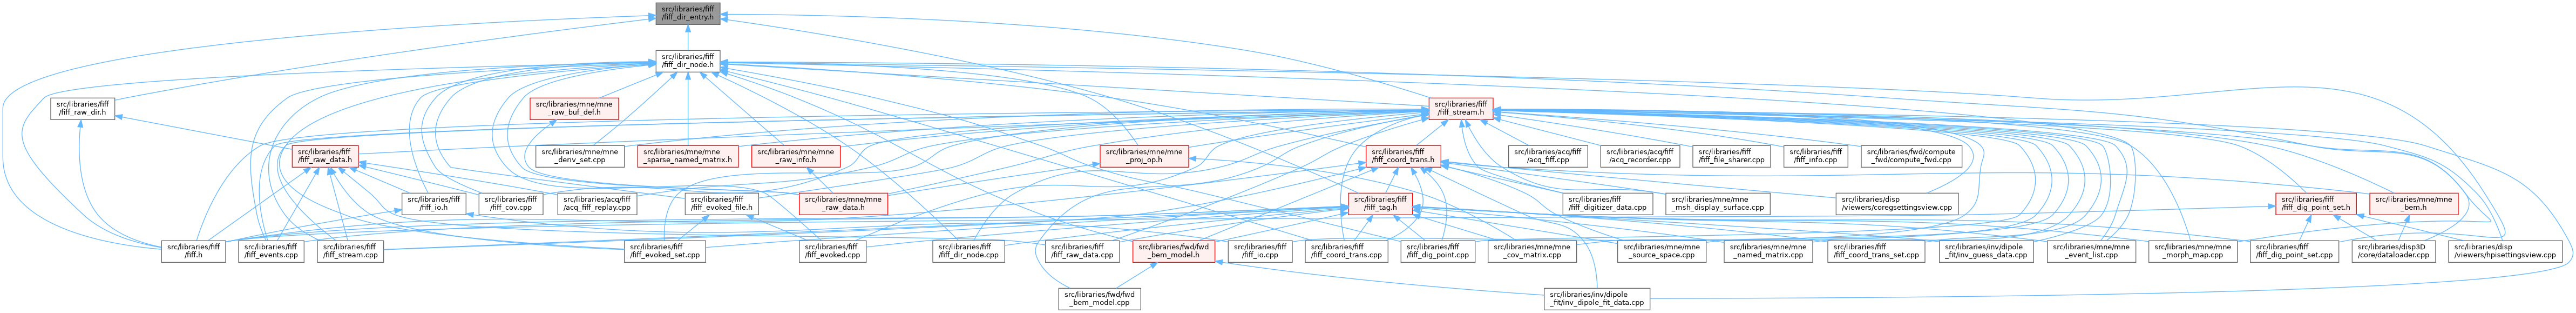 src/libraries/fiff
/fiff_dir_entry.h
src/libraries/fiff
/fiff_dir_node.h
src/libraries/fiff
/fiff_raw_dir.h
src/libraries/mne/mne
_raw_buf_def.h
src/libraries/fiff
/fiff_stream.h
src/libraries/fiff
/fiff_raw_data.h
src/libraries/mne/mne
_deriv_set.cpp
src/libraries/mne/mne
_sparse_named_matrix.h
src/libraries/mne/mne
_raw_info.h
src/libraries/mne/mne
_proj_op.h
src/libraries/fiff
/fiff_coord_trans.h
src/libraries/acq/fiff
/acq_fiff.cpp
src/libraries/acq/fiff
/acq_recorder.cpp
src/libraries/fiff
/fiff_file_sharer.cpp
src/libraries/fiff
/fiff_info.cpp
src/libraries/fwd/compute
_fwd/compute_fwd.cpp
src/libraries/fiff
/fiff_io.h
src/libraries/fiff
/fiff_cov.cpp
src/libraries/acq/fiff
/acq_fiff_replay.cpp
src/libraries/fiff
/fiff_evoked_file.h
src/libraries/mne/mne
_raw_data.h
src/libraries/fiff
/fiff_tag.h
src/libraries/fiff
/fiff_digitizer_data.cpp
src/libraries/mne/mne
_msh_display_surface.cpp
src/libraries/disp
/viewers/coregsettingsview.cpp
src/libraries/fiff
/fiff_dig_point_set.h
src/libraries/mne/mne
_bem.h
src/libraries/fiff
/fiff.h
src/libraries/fiff
/fiff_events.cpp
src/libraries/fiff
/fiff_stream.cpp
src/libraries/fiff
/fiff_evoked_set.cpp
src/libraries/fiff
/fiff_evoked.cpp
src/libraries/fiff
/fiff_dir_node.cpp
src/libraries/fiff
/fiff_raw_data.cpp
src/libraries/fwd/fwd
_bem_model.h
src/libraries/fiff
/fiff_io.cpp
src/libraries/fiff
/fiff_coord_trans.cpp
src/libraries/fiff
/fiff_dig_point.cpp
src/libraries/mne/mne
_cov_matrix.cpp
src/libraries/mne/mne
_source_space.cpp
src/libraries/mne/mne
_named_matrix.cpp
src/libraries/fiff
/fiff_coord_trans_set.cpp
src/libraries/inv/dipole
_fit/inv_guess_data.cpp
src/libraries/mne/mne
_event_list.cpp
src/libraries/mne/mne
_morph_map.cpp
src/libraries/fiff
/fiff_dig_point_set.cpp
src/libraries/disp3D
/core/dataloader.cpp
src/libraries/disp
/viewers/hpisettingsview.cpp
src/libraries/fwd/fwd
_bem_model.cpp
src/libraries/inv/dipole
_fit/inv_dipole_fit_data.cpp